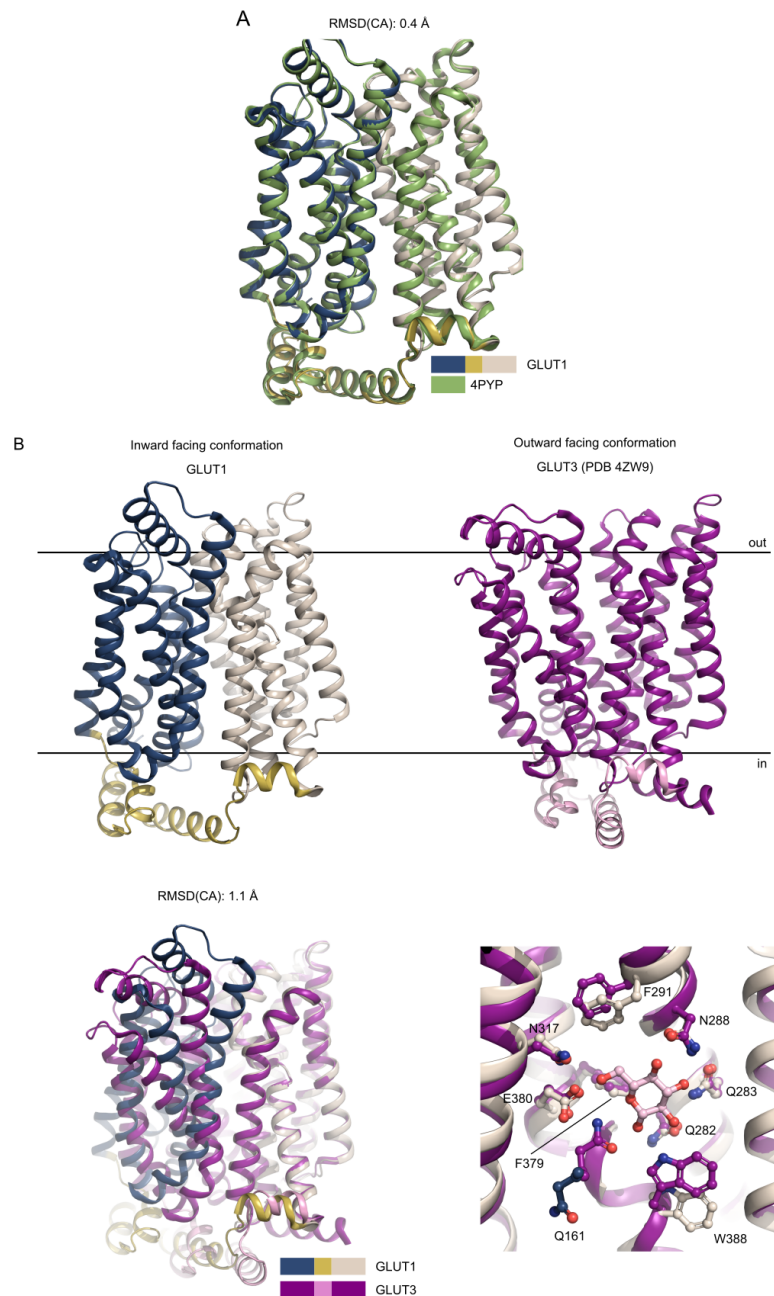 A
RMSD(CA): 0.4 Å
GLUT1
4PYP
B
Inward facing conformation
GLUT1
Outward facing conformation
GLUT3 (PDB 4ZW9)
out
in
RMSD(CA): 1.1 Å
GLUT1
GLUT3
F291
N288
N317
Q283
E380
Q282
F379
Q161
W388